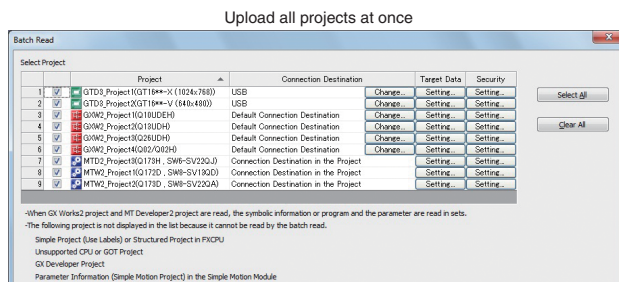 Upload all projects at once
Batch Read
Select Project
Project Connection Destination Target Data Security
1 GTD3_Project1(GT16**-X (1024x768)) USB Change... Setting... Setting...
2 GTD3_Project2(GT16**-V (640x480)) USB Change... Setting... Setting...
3 GXW2_Project1(Q10UDEH) Default Connection Destination Change... Setting... Setting...
4 GXW2_Project2(Q13UDH) Default Connection Destination Change... Setting... Setting...
5 GXW2_Project3(Q26UDH) Default Connection Destination Change... Setting... Setting...
6 GXW2_Project4(Q02/Q02H) Default Connection Destination Change... Setting... Setting...
7 MTD2_Project3(Q173H , SW6-SV22QJ) Connection Destination in the Project Setting... Setting...
8 MTW2_Project1(Q172D , SW8-SV13QD) Connection Destination in the Project Setting... Setting...
9 MTW2_Project2(Q173D , SW8-SV22QA) Connection Destination in the Project Setting... Setting...
Select All
Clear All
-When GX Works2 project and MT Developer2 project are read, the symbolic information or program and the parameter are read in sets.
-The following project is not displayed in the list because it cannot be read by the batch read.
Simple Project (Use Labels) or Structured Project in FXCPU
Unsupported CPU or GOT Project
GX Developer Project
Parameter Information (Simple Motion Project) in the Simple Motion Module